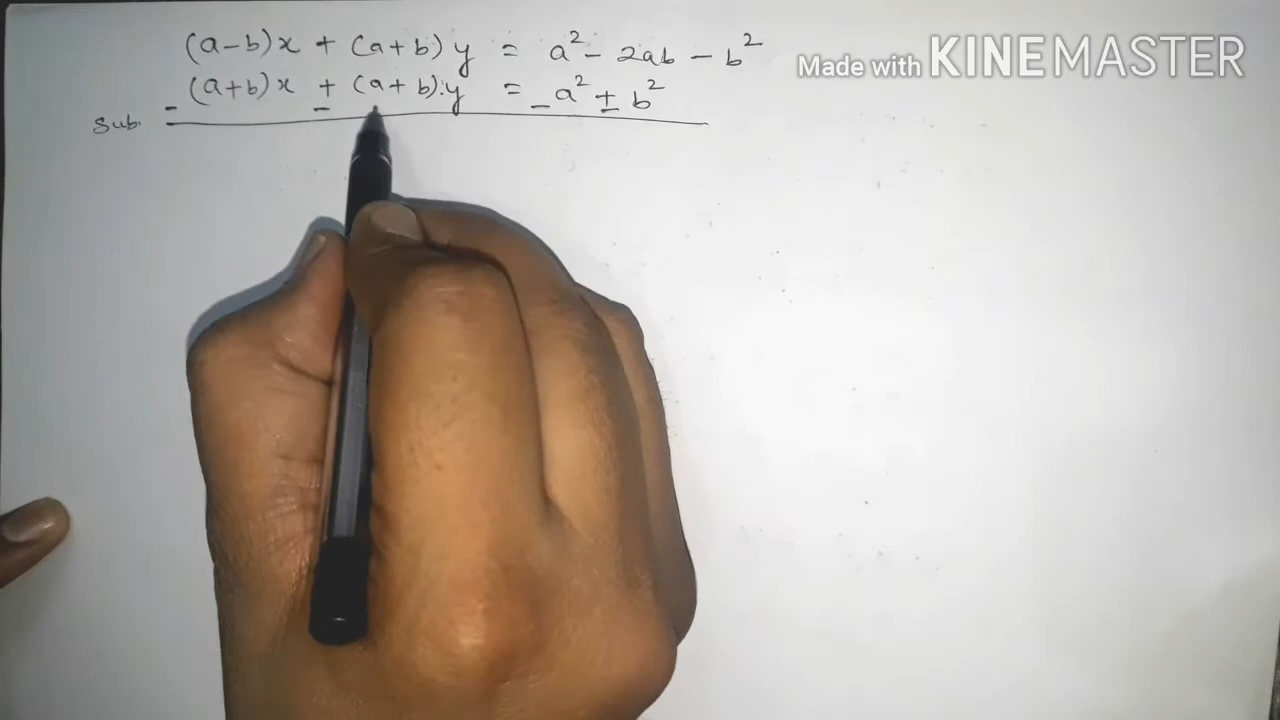 (a-b)x + (a+b)y = a² - 2ab - b²
Made with KINEMASTER
(a+b)x + (a+b)y = a² + b²
- - - -
Sub.